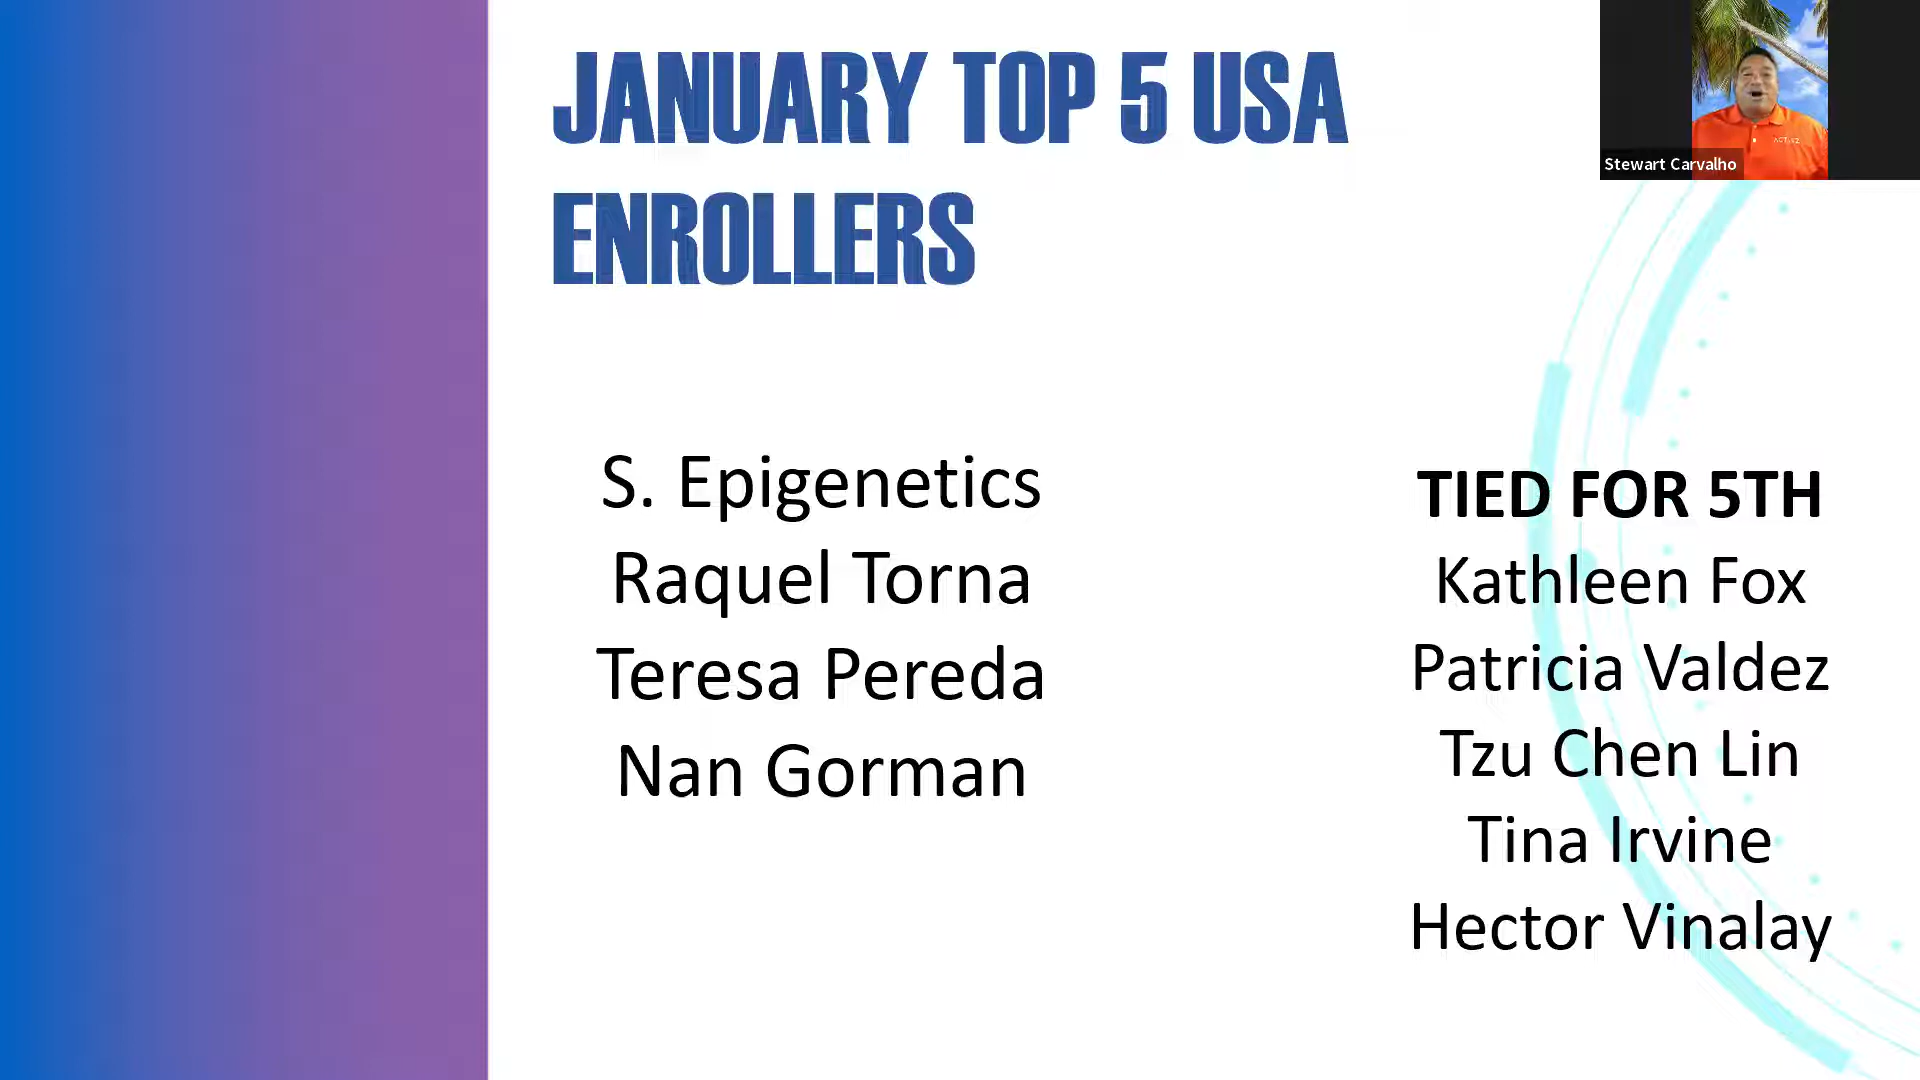 JANUARY TOP 5 USA
ENROLLERS
Stewart Carvalho
S. Epigenetics
Raquel Torna
Teresa Pereda
Nan Gorman
TIED FOR 5TH
Kathleen Fox
Patricia Valdez
Tzu Chen Lin
Tina Irvine
Hector Vinalay